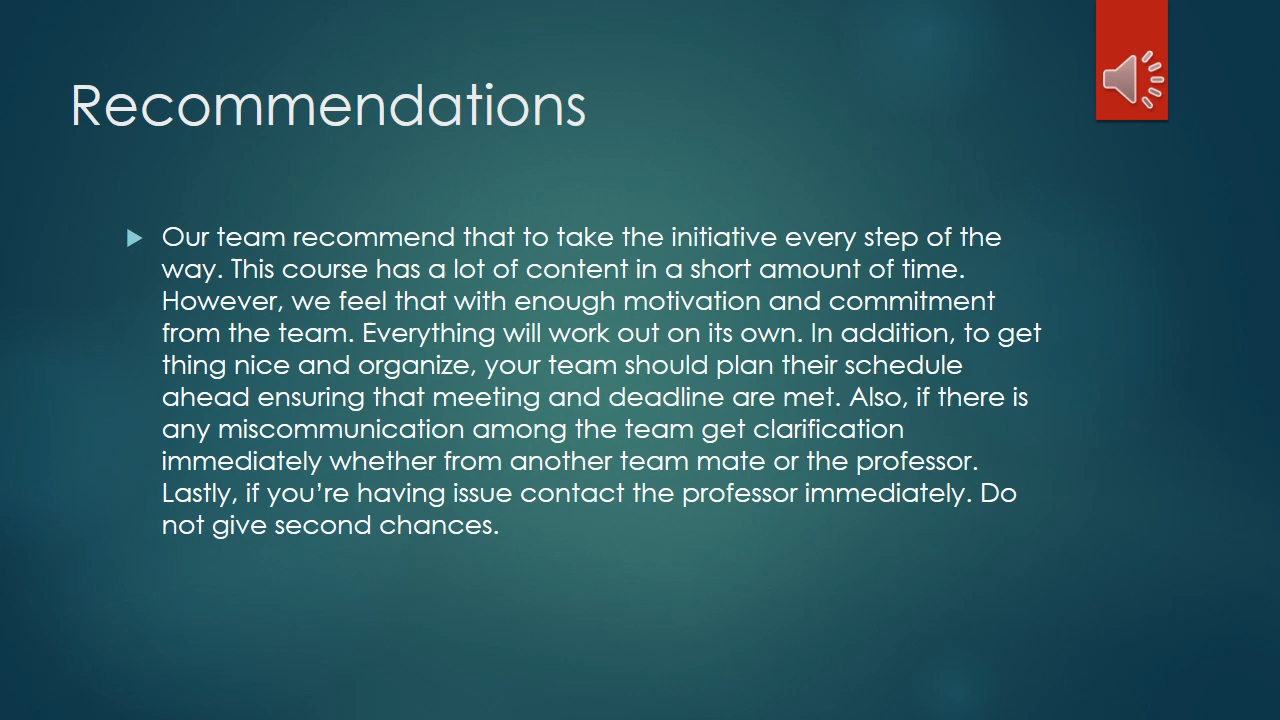 Recommendations
Our team recommend that to take the initiative every step of the
way. This course has a lot of content in a short amount of time.
However, we feel that with enough motivation and commitment
from the team. Everything will work out on its own. In addition, to get
thing nice and organize, your team should plan their schedule
ahead ensuring that meeting and deadline are met. Also, if there is
any miscommunication among the team get clarification
immediately whether from another team mate or the professor.
Lastly, if you’re having issue contact the professor immediately. Do
not give second chances.